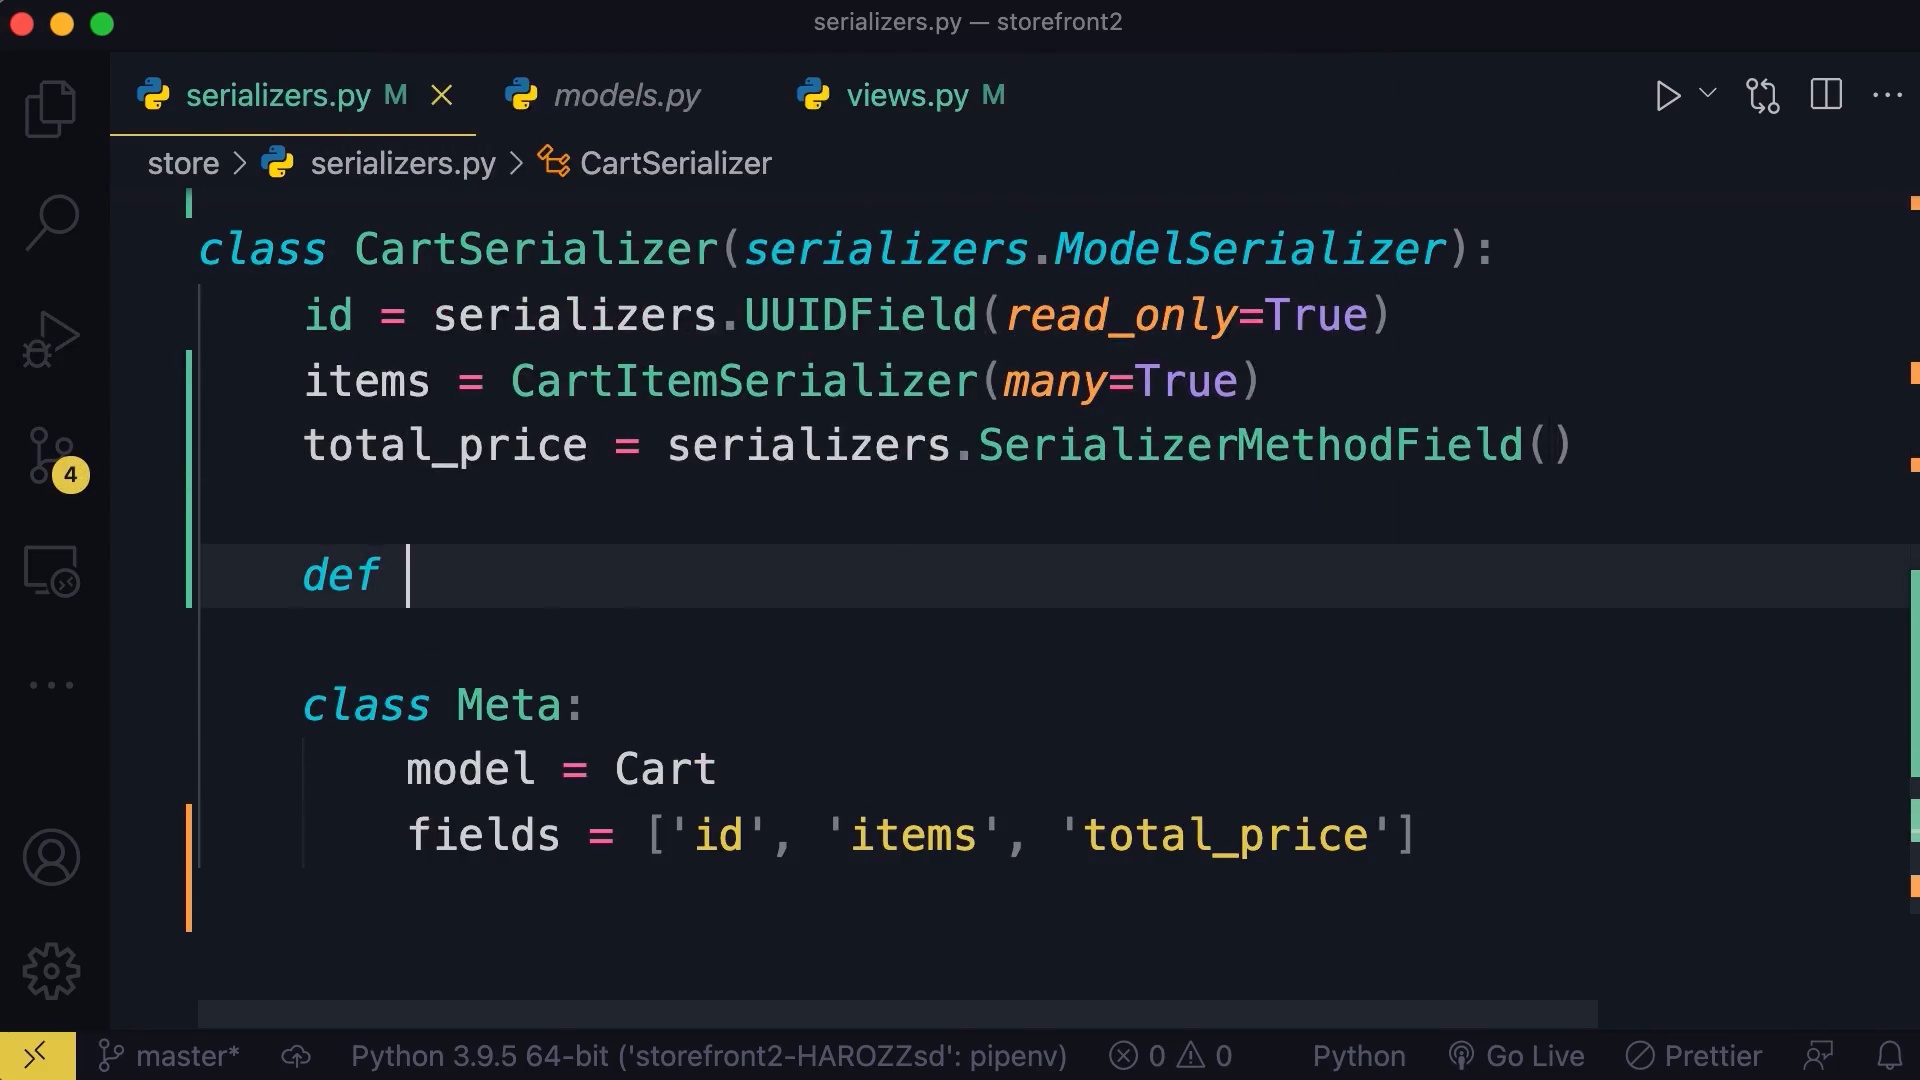 serializers.py — storefront2
serializers.py M models.py views.py M
store > serializers.py > CartSerializer
class CartSerializer(serializers.ModelSerializer):
    id = serializers.UUIDField(read_only=True)
    items = CartItemSerializer(many=True)
    total_price = serializers.SerializerMethodField()
    def
    class Meta:
        model = Cart
        fields = ['id', 'items', 'total_price']
4
master* Python 3.9.5 64-bit ('storefront2-HAROZZsd': pipenv) 0 0 Python Go Live Prettier